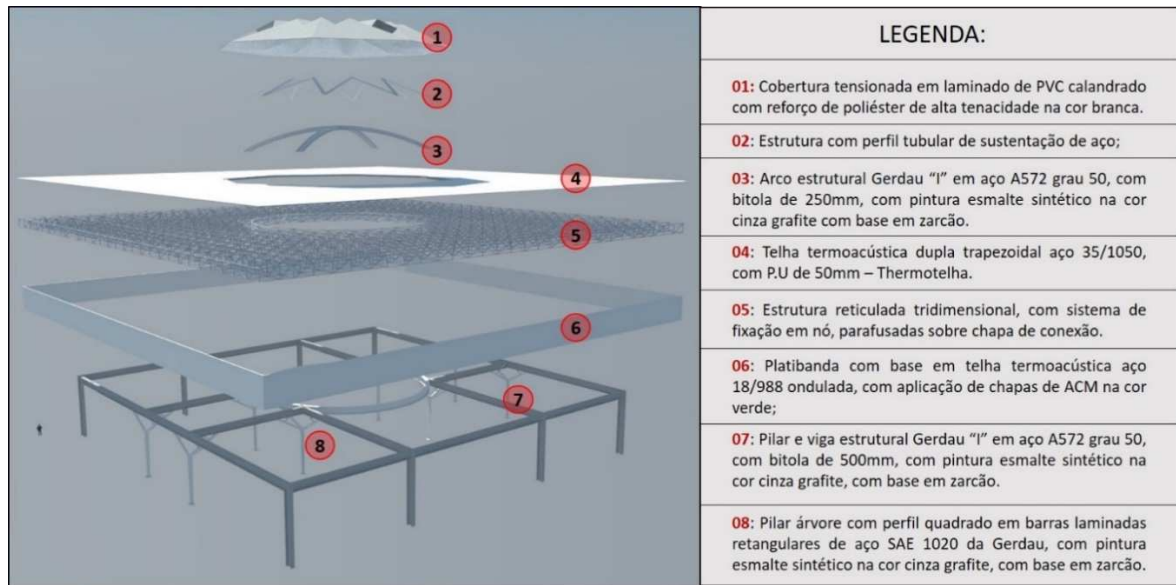 1
2
3
4
5
6
7
8
LEGENDA:
01: Cobertura tensionada em laminado de PVC calandrado
com reforço de poliéster de alta tenacidade na cor branca.
02: Estrutura com perfil tubular de sustentação de aço;
03: Arco estrutural Gerdau “I” em aço A572 grau 50, com
bitola de 250mm, com pintura esmalte sintético na cor
cinza grafite com base em zarcão.
04: Telha termoacústica dupla trapezoidal aço 35/1050,
com P.U de 50mm – Thermotelha.
05: Estrutura reticulada tridimensional, com sistema de
fixação em nó, parafusadas sobre chapa de conexão.
06: Platibanda com base em telha termoacústica aço
18/988 ondulada, com aplicação de chapas de ACM na cor
verde;
07: Pilar e viga estrutural Gerdau “I” em aço A572 grau 50,
com bitola de 500mm, com pintura esmalte sintético na
cor cinza grafite, com base em zarcão.
08: Pilar árvore com perfil quadrado em barras laminadas
retangulares de aço SAE 1020 da Gerdau, com pintura
esmalte sintético na cor cinza grafite, com base em zarcão.